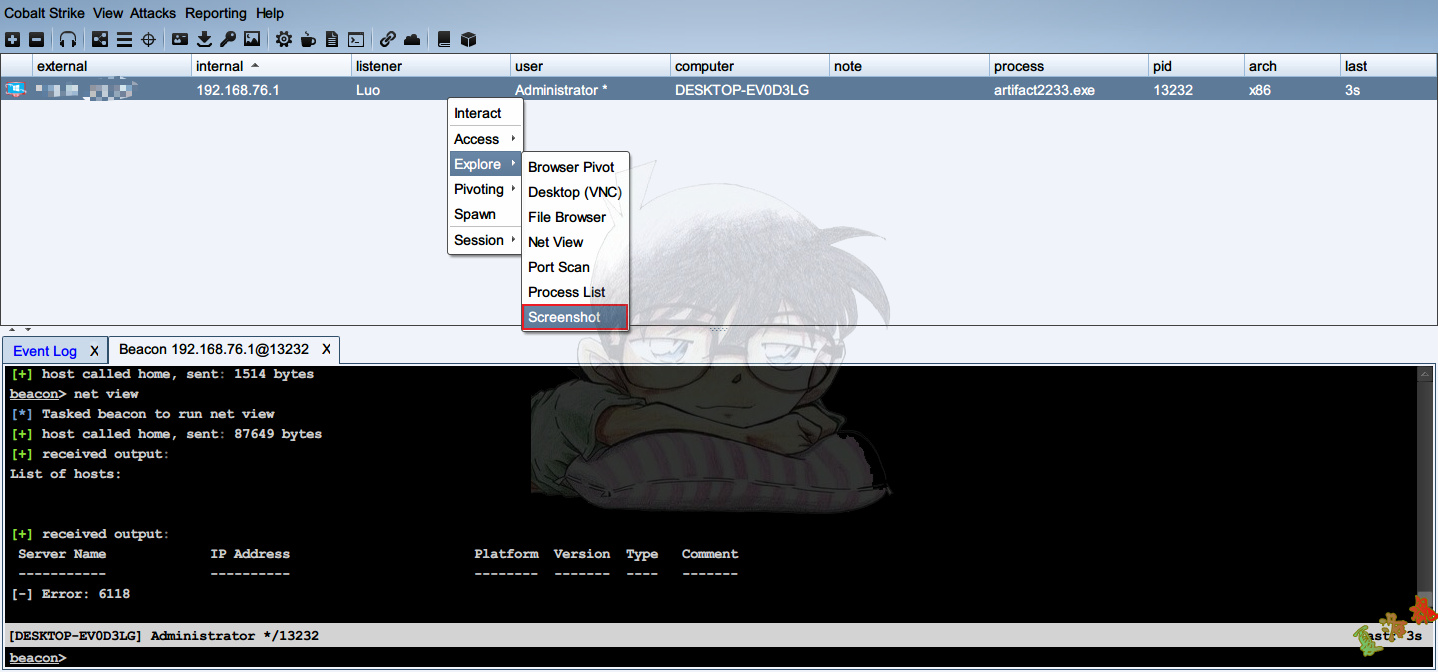 Cobalt Strike View Attacks Reporting Help
external internal listener user computer note process pid arch last
192.168.76.1 Luo Administrator * DESKTOP-EV0D3LG artifact2233.exe 13232 x86 3s
Interact
Access
Explore
Pivoting
Spawn
Session
Browser Pivot
Desktop (VNC)
File Browser
Net View
Port Scan
Process List
Screenshot
Event Log X Beacon 192.168.76.1@13232 X
[+] host called home, sent: 1514 bytes
beacon> net view
[*] Tasked beacon to run net view
[+] host called home, sent: 87649 bytes
[+] received output:
List of hosts:
[+] received output:
Server Name IP Address Platform Version Type Comment
----------- ---------- -------- ------- ---- -------
[-] Error: 6118
[DESKTOP-EV0D3LG] Administrator */13232 3s
beacon>